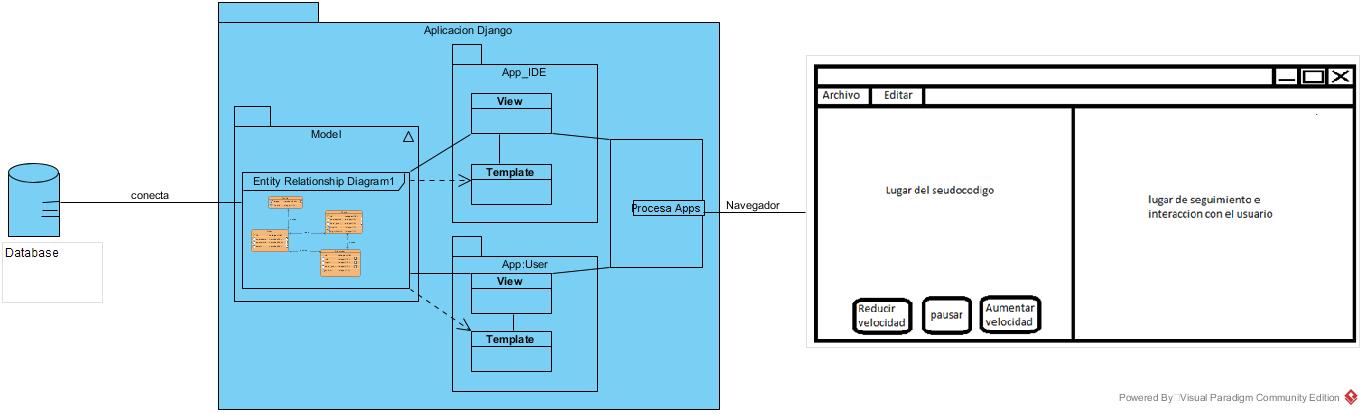 Aplicacion Django
App_IDE
View
Template
Model
Entity Relationship Diagram1
conecta
Database
App:User
View
Template
Procesa Apps
Navegador
Archivo
Editar
Lugar del seudoccdigo
lugar de seguimiento e
interaccion con el usuario
Reducir
velocidad
pausar
Aumentar
velocidad
Powered By Visual Paradigm Community Edition